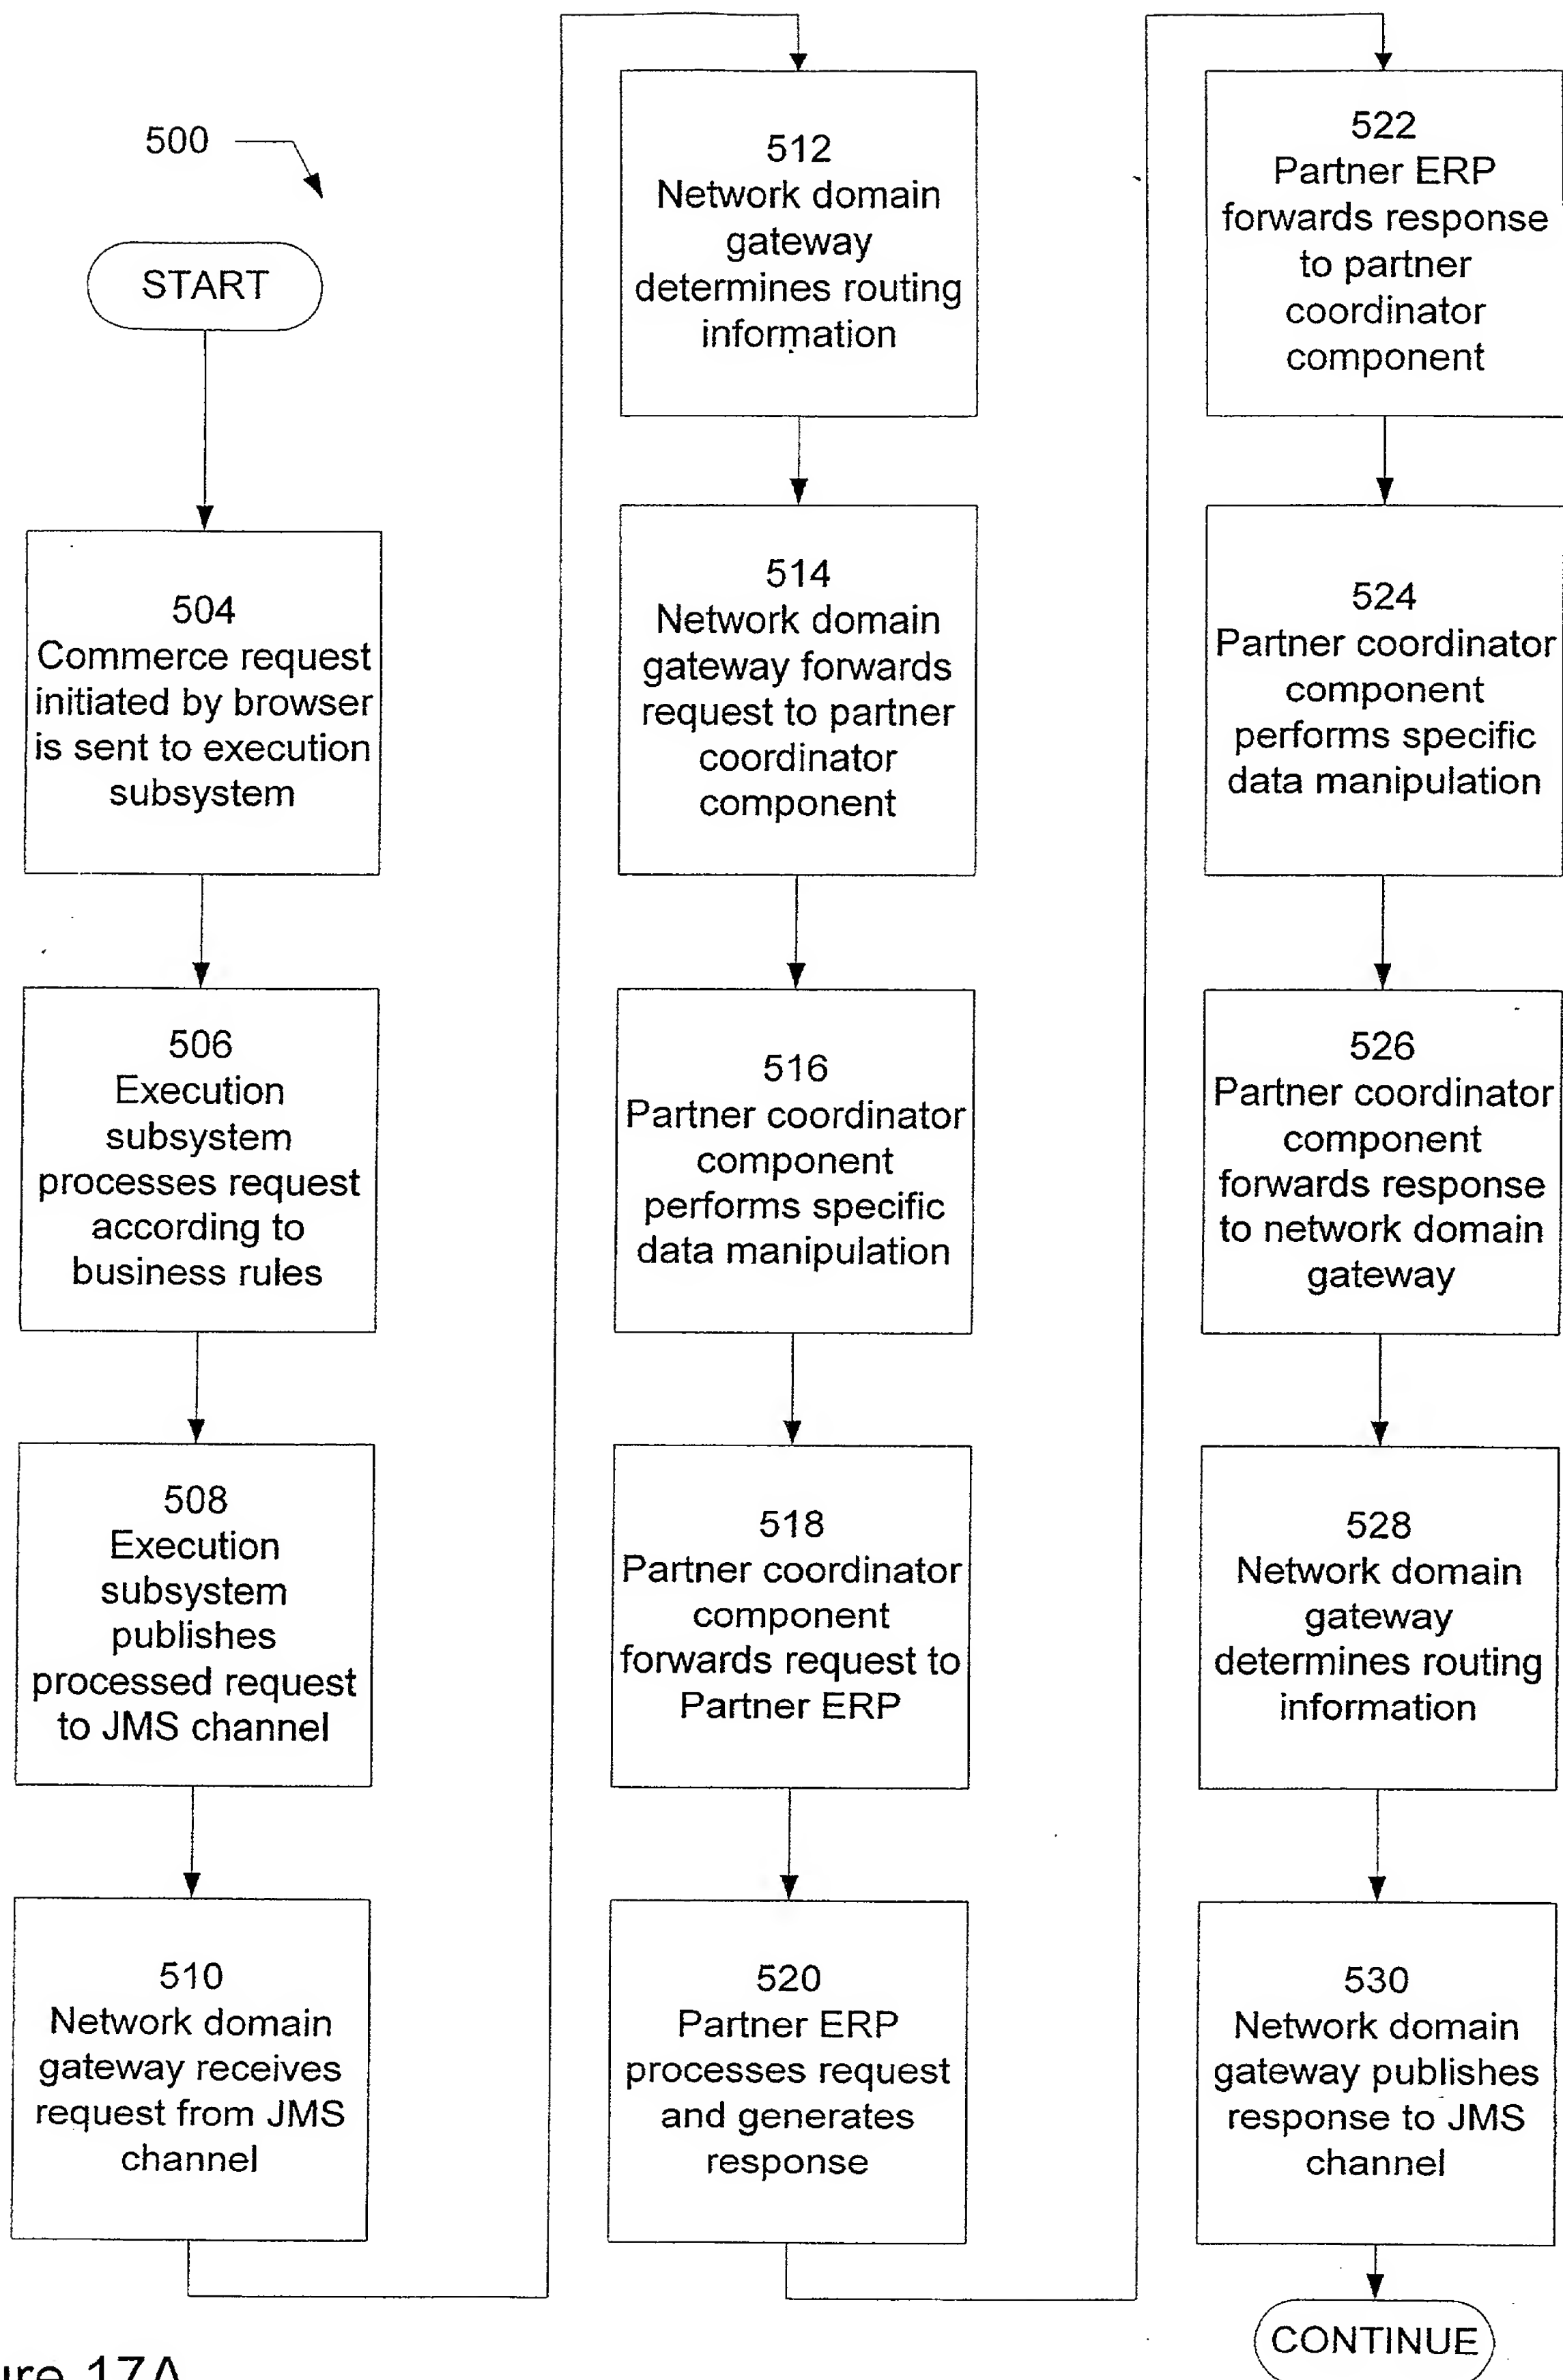 500
START
504
Commerce request
initiated by browser
is sent to execution
subsystem
506
Execution
subsystem
processes request
according to
business rules
508
Execution
subsystem
publishes
processed request
to JMS channel
510
Network domain
gateway receives
request from JMS
channel
512
Network domain
gateway
determines routing
information
514
Network domain
gateway forwards
request to partner
coordinator
component
516
Partner coordinator
component
performs specific
data manipulation
518
Partner coordinator
component
forwards request to
Partner ERP
520
Partner ERP
processes request
and generates
response
522
Partner ERP
forwards response
to partner
coordinator
component
524
Partner coordinator
component
performs specific
data manipulation
526
Partner coordinator
component
forwards response
to network domain
gateway
528
Network domain
gateway
determines routing
information
530
Network domain
gateway publishes
response to JMS
channel
CONTINUE
17A